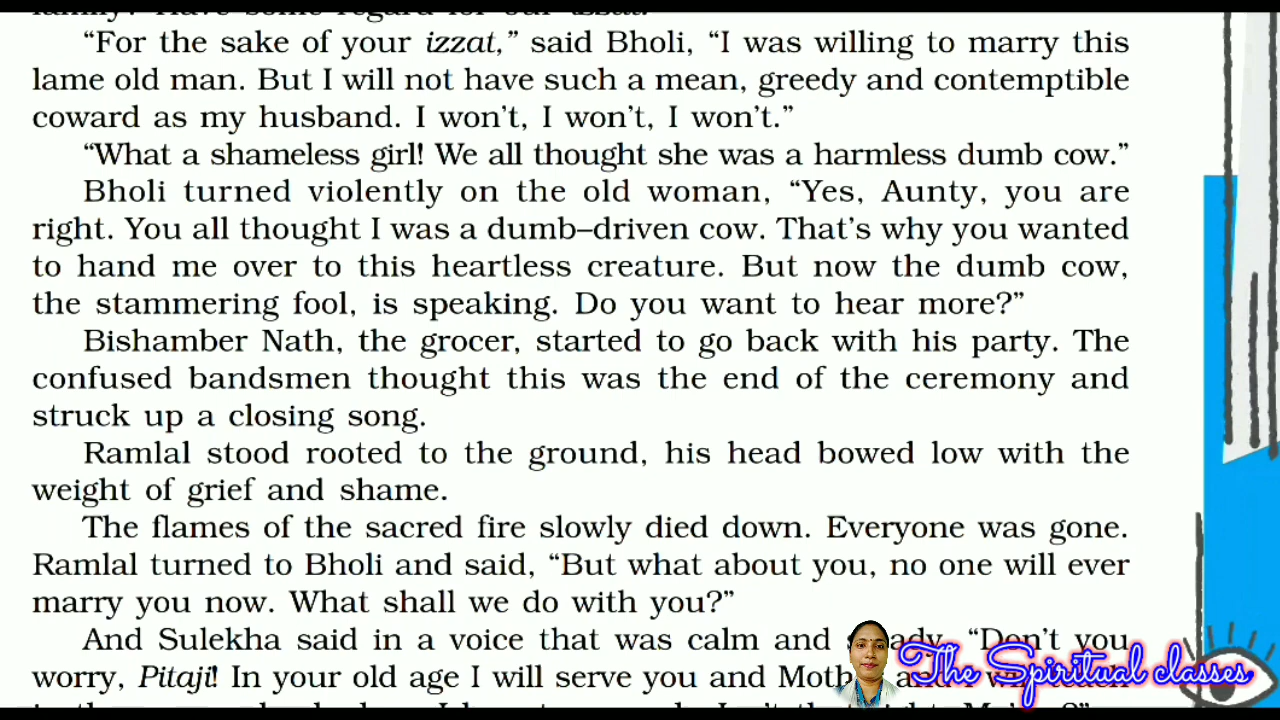 “For the sake of your izzat,” said Bholi, “I was willing to marry this
lame old man. But I will not have such a mean, greedy and contemptible
coward as my husband. I won’t, I won’t, I won’t.”
“What a shameless girl! We all thought she was a harmless dumb cow.”
Bholi turned violently on the old woman, “Yes, Aunty, you are
right. You all thought I was a dumb–driven cow. That’s why you wanted
to hand me over to this heartless creature. But now the dumb cow,
the stammering fool, is speaking. Do you want to hear more?”
Bishamber Nath, the grocer, started to go back with his party. The
confused bandsmen thought this was the end of the ceremony and
struck up a closing song.
Ramlal stood rooted to the ground, his head bowed low with the
weight of grief and shame.
The flames of the sacred fire slowly died down. Everyone was gone.
Ramlal turned to Bholi and said, “But what about you, no one will ever
marry you now. What shall we do with you?”
And Sulekha said in a voice that was calm and “Don’t you
worry, Pitaji! In your old age I will serve you and
The Spiritual classes